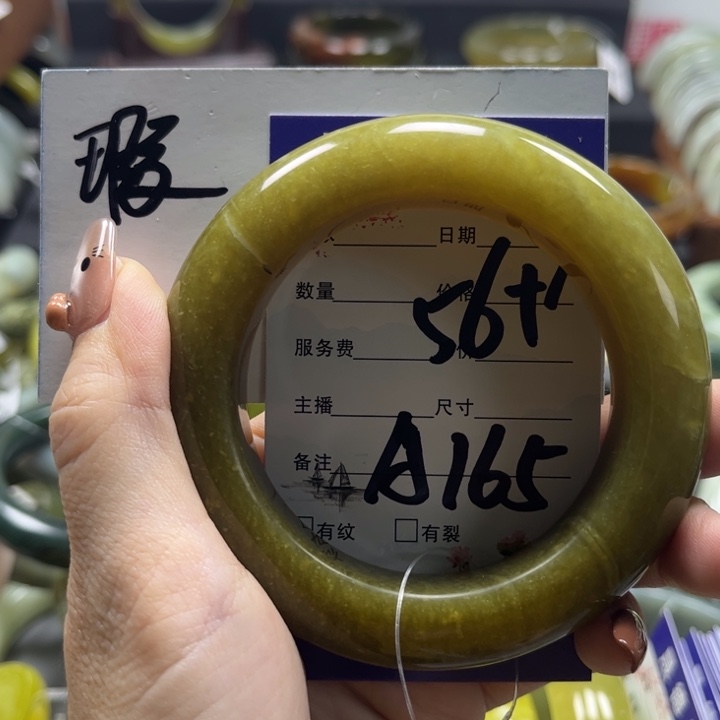 瑕
日期
数量 价格
56+'
服务费
主播 尺寸
备注
A165
有纹 有裂